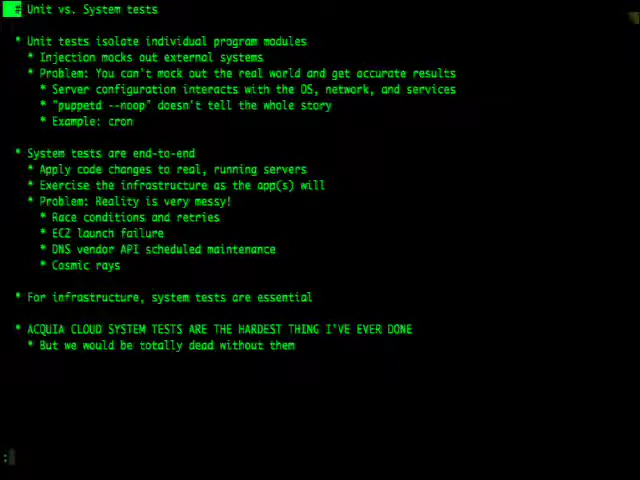 # Unit vs. System tests
* Unit tests isolate individual program modules
* Injection mocks out external systems
* Problem: You can't mock out the real world and get accurate results
* Server configuration interacts with the OS, network, and services
* "puppetd --noop" doesn't tell the whole story
* Example: cron
* System tests are end-to-end
* Apply code changes to real, running servers
* Exercise the infrastructure as the app(s) will
* Problem: Reality is very messy!
* Race conditions and retries
* EC2 launch failure
* DNS vendor API scheduled maintenance
* Cosmic rays
* For infrastructure, system tests are essential
* ACQUIA CLOUD SYSTEM TESTS ARE THE HARDEST THING I'VE EVER DONE
* But we would be totally dead without them
: